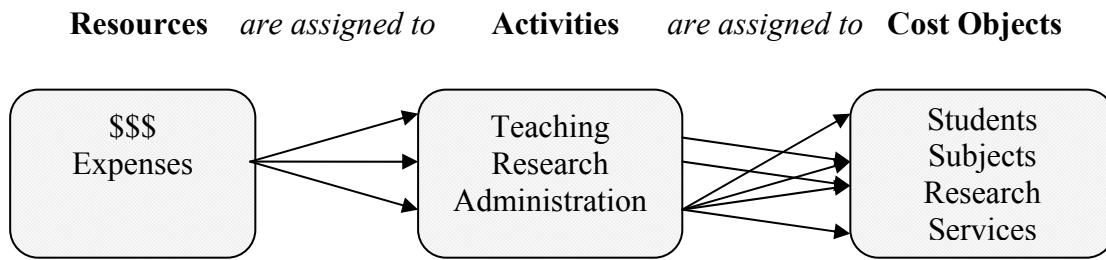 Resources are assigned to Activities are assigned to Cost Objects
$$$
Expenses
Teaching
Research
Administration
Students
Subjects
Research
Services